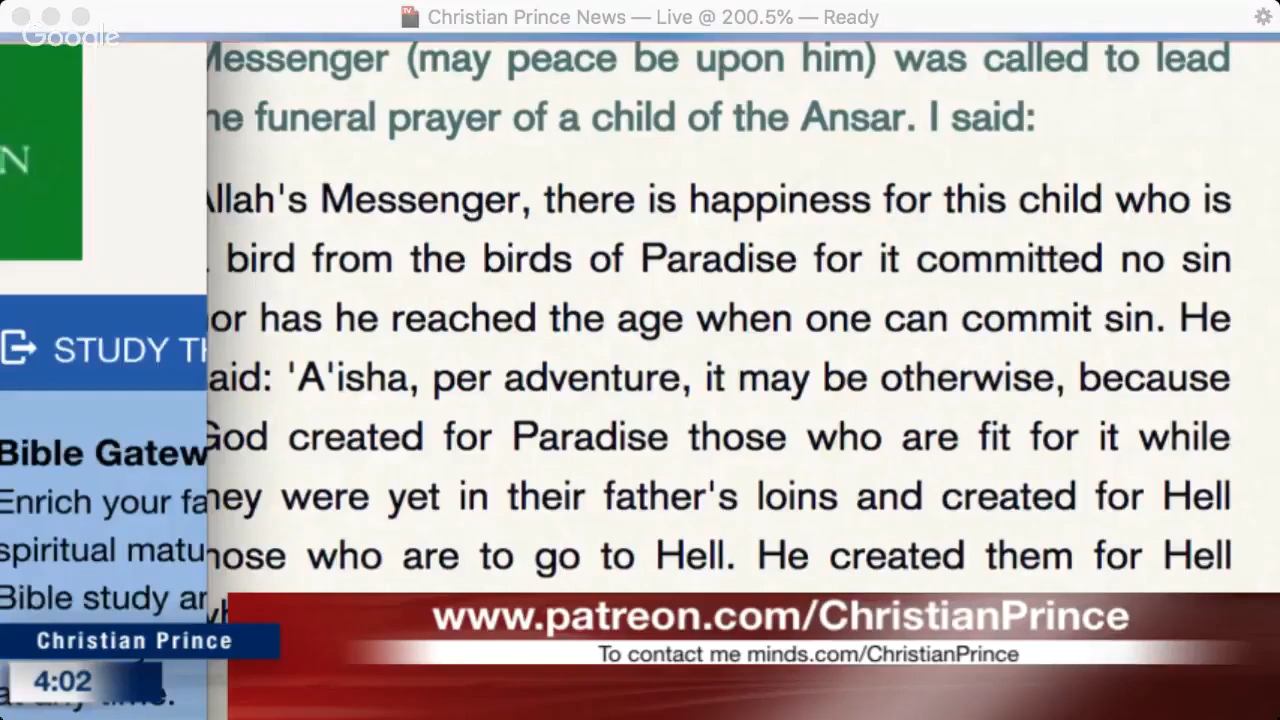 Christian Prince News — Live @ 200.5% — Ready
Google
Messenger (may peace be upon him) was called to lead
he funeral prayer of a child of the Ansar. I said:
Allah's Messenger, there is happiness for this child who is
bird from the birds of Paradise for it committed no sin
or has he reached the age when one can commit sin. He
aid: 'A'isha, per adventure, it may be otherwise, because
God created for Paradise those who are fit for it while
hey were yet in their father's loins and created for Hell
hose who are to go to Hell. He created them for Hell
N
STUDY TH
Bible Gatew
Enrich your fa
spiritual matu
Bible study an
at any time.
www.patreon.com/ChristianPrince
To contact me minds.com/ChristianPrince
Christian Prince
4:02